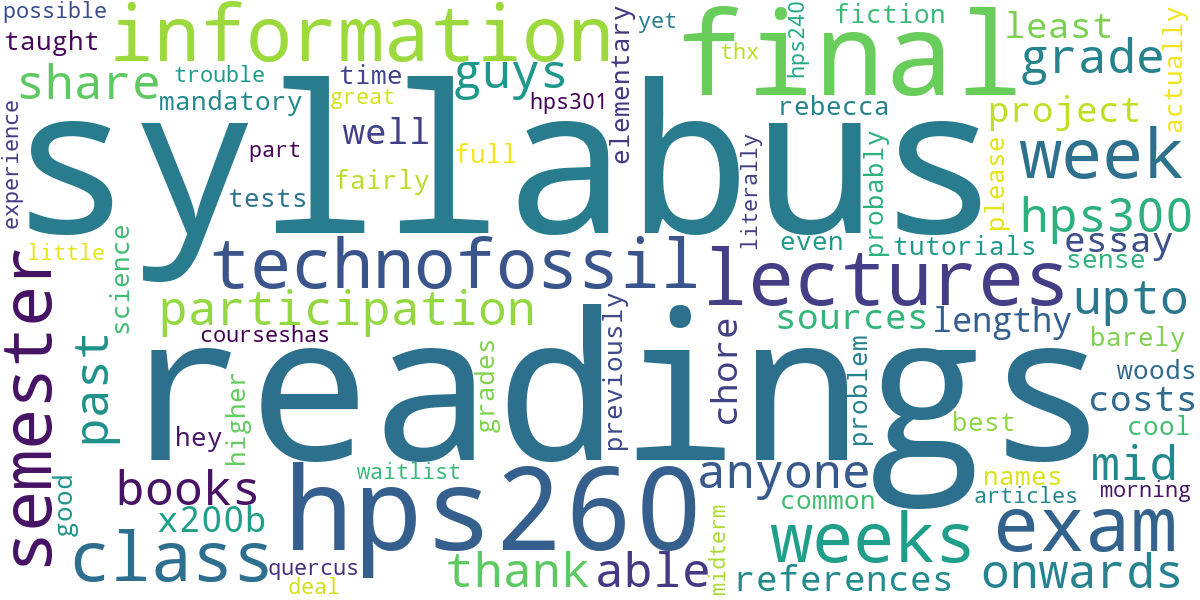 possible
information
elementary
yet
final
hps240
fiction
least
actually
taught
share
trouble
time
guys
thx
grade
mandatory
great
hps301
rebecca
project
experience
syllabus
part
well
full
literally
probably
please
week
tests
fairly
hps300
even
tutorials
essay
sense
little
science
technofossil
lectures
upto
semester
participation
previously
sources
lengthy
courseshas
chore
problem
barely
past
readings
grades
woods
costs
higher
hey
best
cool
good
books
hps260
waitlist
anyone
names
mid
x200b
common
articles
morning
class
quercus
deal
thank
able
midterm
weeks
references
exam
onwards